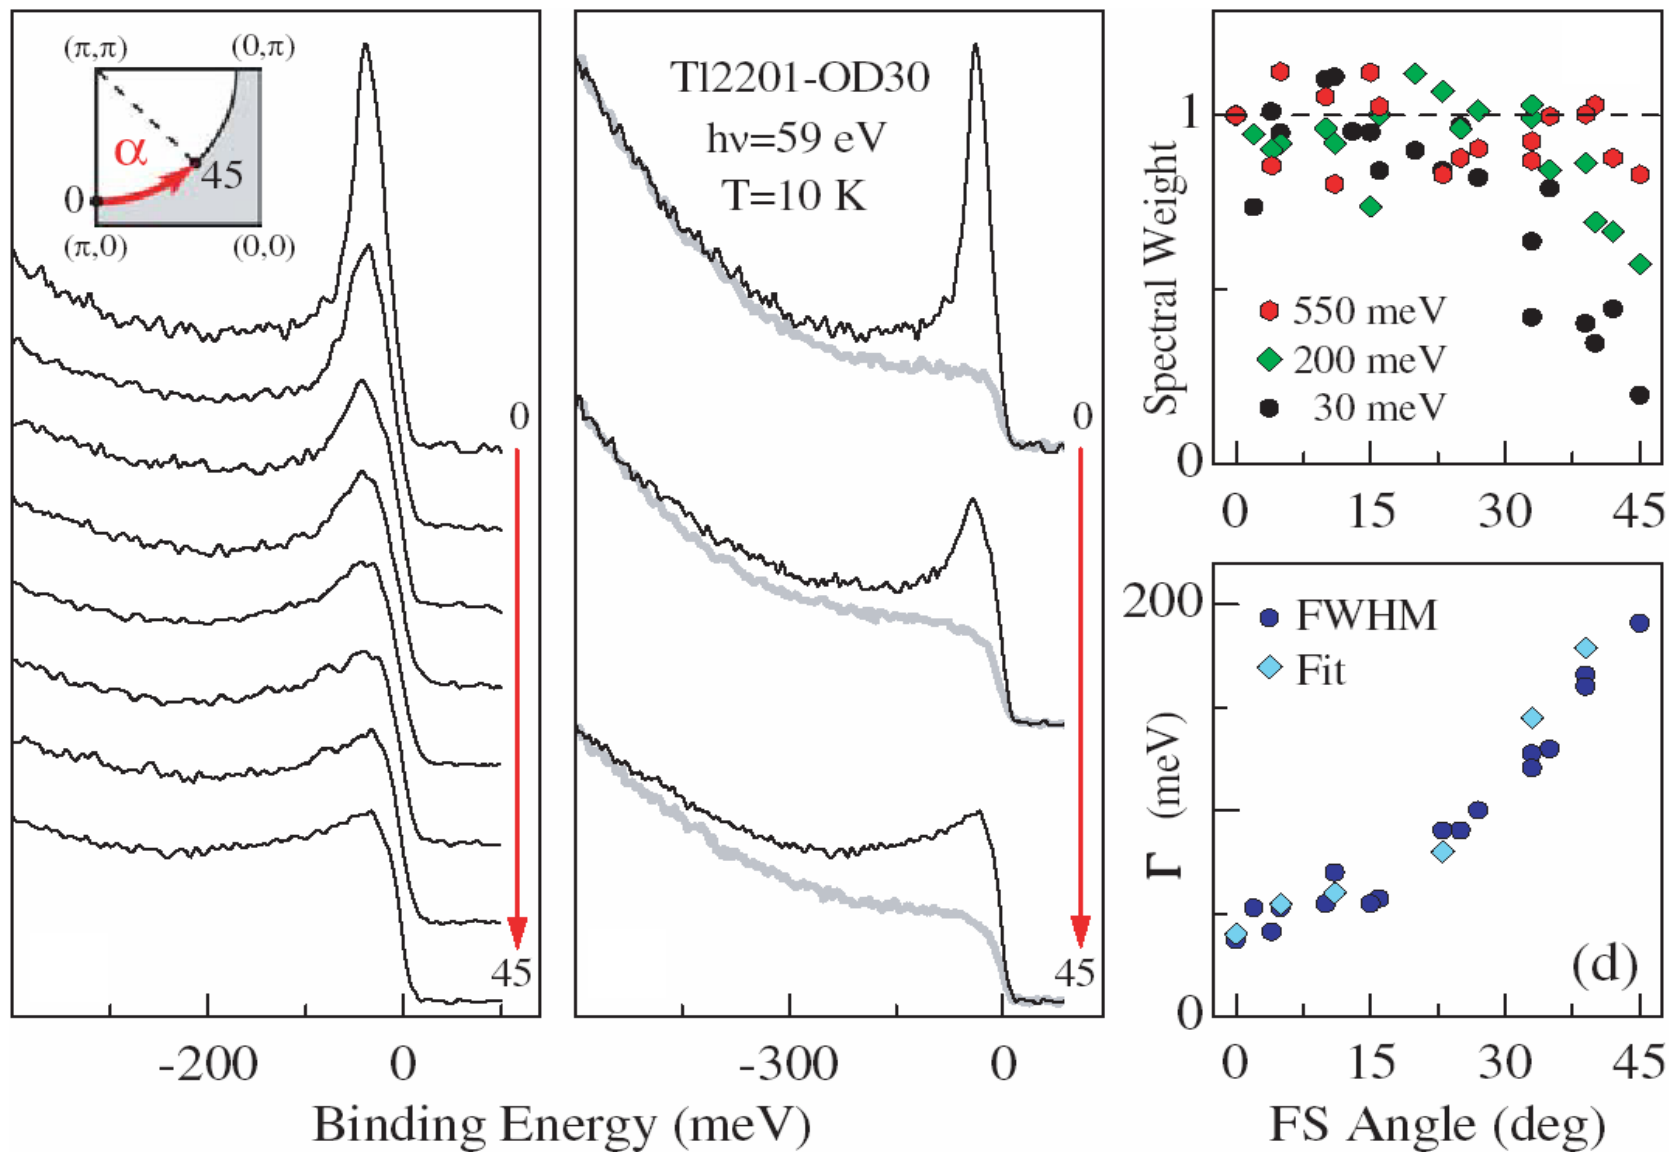 (π,π)
(0,π)
α
45
0
(π,0)
(0,0)
0
45
-200
0
Tl2201-OD30
hν=59 eV
T=10 K
0
45
-300
0
Binding Energy (meV)
1
Spectral Weight
550 meV
200 meV
30 meV
0
0
15
30
45
200
FWHM
Fit
Γ (meV)
(d)
0
0
15
30
45
FS Angle (deg)